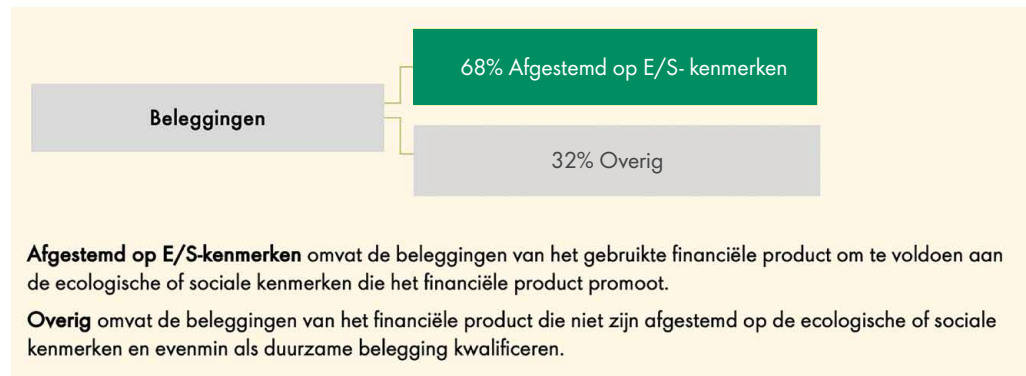 68% Afgestemd op E/S- kenmerken
Beleggingen
32% Overig
Afgestemd op E/S-kenmerken omvat de beleggingen van het gebruikte financiële product om te voldoen aan
de ecologische of sociale kenmerken die het financiële product promoot.
Overig omvat de beleggingen van het financiële product die niet zijn afgestemd op de ecologische of sociale
kenmerken en evenmin als duurzame belegging kwalificeren.